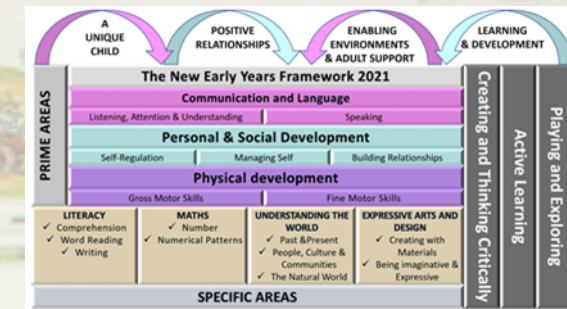 A
UNIQUE
CHILD
POSITIVE
RELATIONSHIPS
ENABLING
ENVIRONMENTS
& ADULT SUPPORT
LEARNING
& DEVELOPMENT
The New Early Years Framework 2021
PRIME AREAS
Communication and Language
Listening, Attention & Understanding
Speaking
Personal & Social Development
Self-Regulation
Managing Self
Building Relationships
Physical development
Gross Motor Skills
Fine Motor Skills
LITERACY
✓ Comprehension
✓ Word Reading
✓ Writing
MATHS
✓ Number
✓ Numerical Patterns
UNDERSTANDING THE
WORLD
✓ Past &Present
✓ People, Culture &
Communities
✓ The Natural World
EXPRESSIVE ARTS AND
DESIGN
✓ Creating with
Materials
✓ Being imaginative &
Expressive
SPECIFIC AREAS
Creating and Thinking Critically
Active Learning
Playing and Exploring